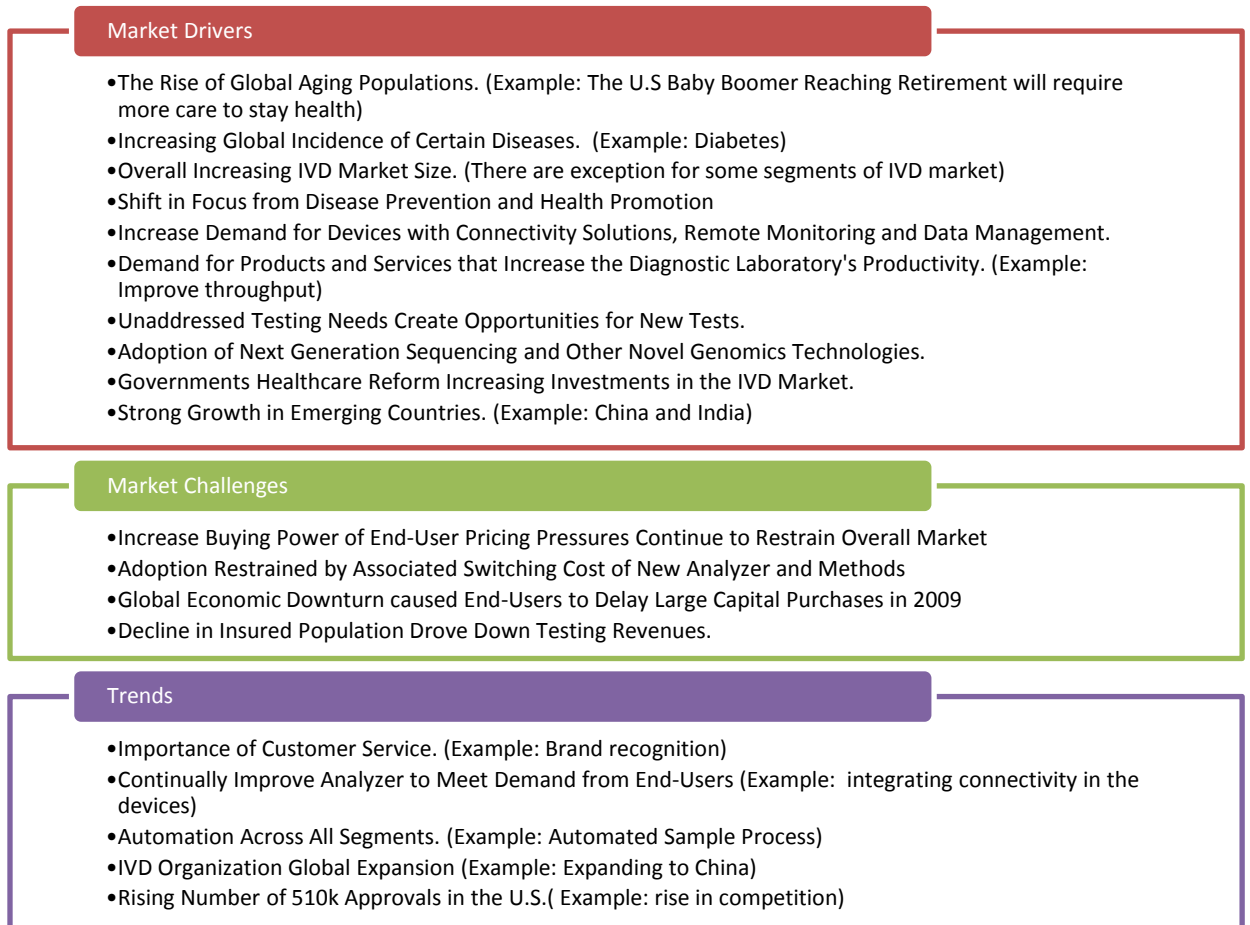 Market Drivers
•The Rise of Global Aging Populations. (Example: The U.S Baby Boomer Reaching Retirement will require
more care to stay health)
•Increasing Global Incidence of Certain Diseases.  (Example: Diabetes)
•Overall Increasing IVD Market Size. (There are exception for some segments of IVD market)
•Shift in Focus from Disease Prevention and Health Promotion
•Increase Demand for Devices with Connectivity Solutions, Remote Monitoring and Data Management.
•Demand for Products and Services that Increase the Diagnostic Laboratory's Productivity. (Example:
Improve throughput)
•Unaddressed Testing Needs Create Opportunities for New Tests.
•Adoption of Next Generation Sequencing and Other Novel Genomics Technologies.
•Governments Healthcare Reform Increasing Investments in the IVD Market.
•Strong Growth in Emerging Countries. (Example: China and India)
Market Challenges
•Increase Buying Power of End-User Pricing Pressures Continue to Restrain Overall Market
•Adoption Restrained by Associated Switching Cost of New Analyzer and Methods
•Global Economic Downturn caused End-Users to Delay Large Capital Purchases in 2009
•Decline in Insured Population Drove Down Testing Revenues.
Trends
•Importance of Customer Service. (Example: Brand recognition)
•Continually Improve Analyzer to Meet Demand from End-Users (Example:  integrating connectivity in the
devices)
•Automation Across All Segments. (Example: Automated Sample Process)
•IVD Organization Global Expansion (Example: Expanding to China)
•Rising Number of 510k Approvals in the U.S.( Example: rise in competition)